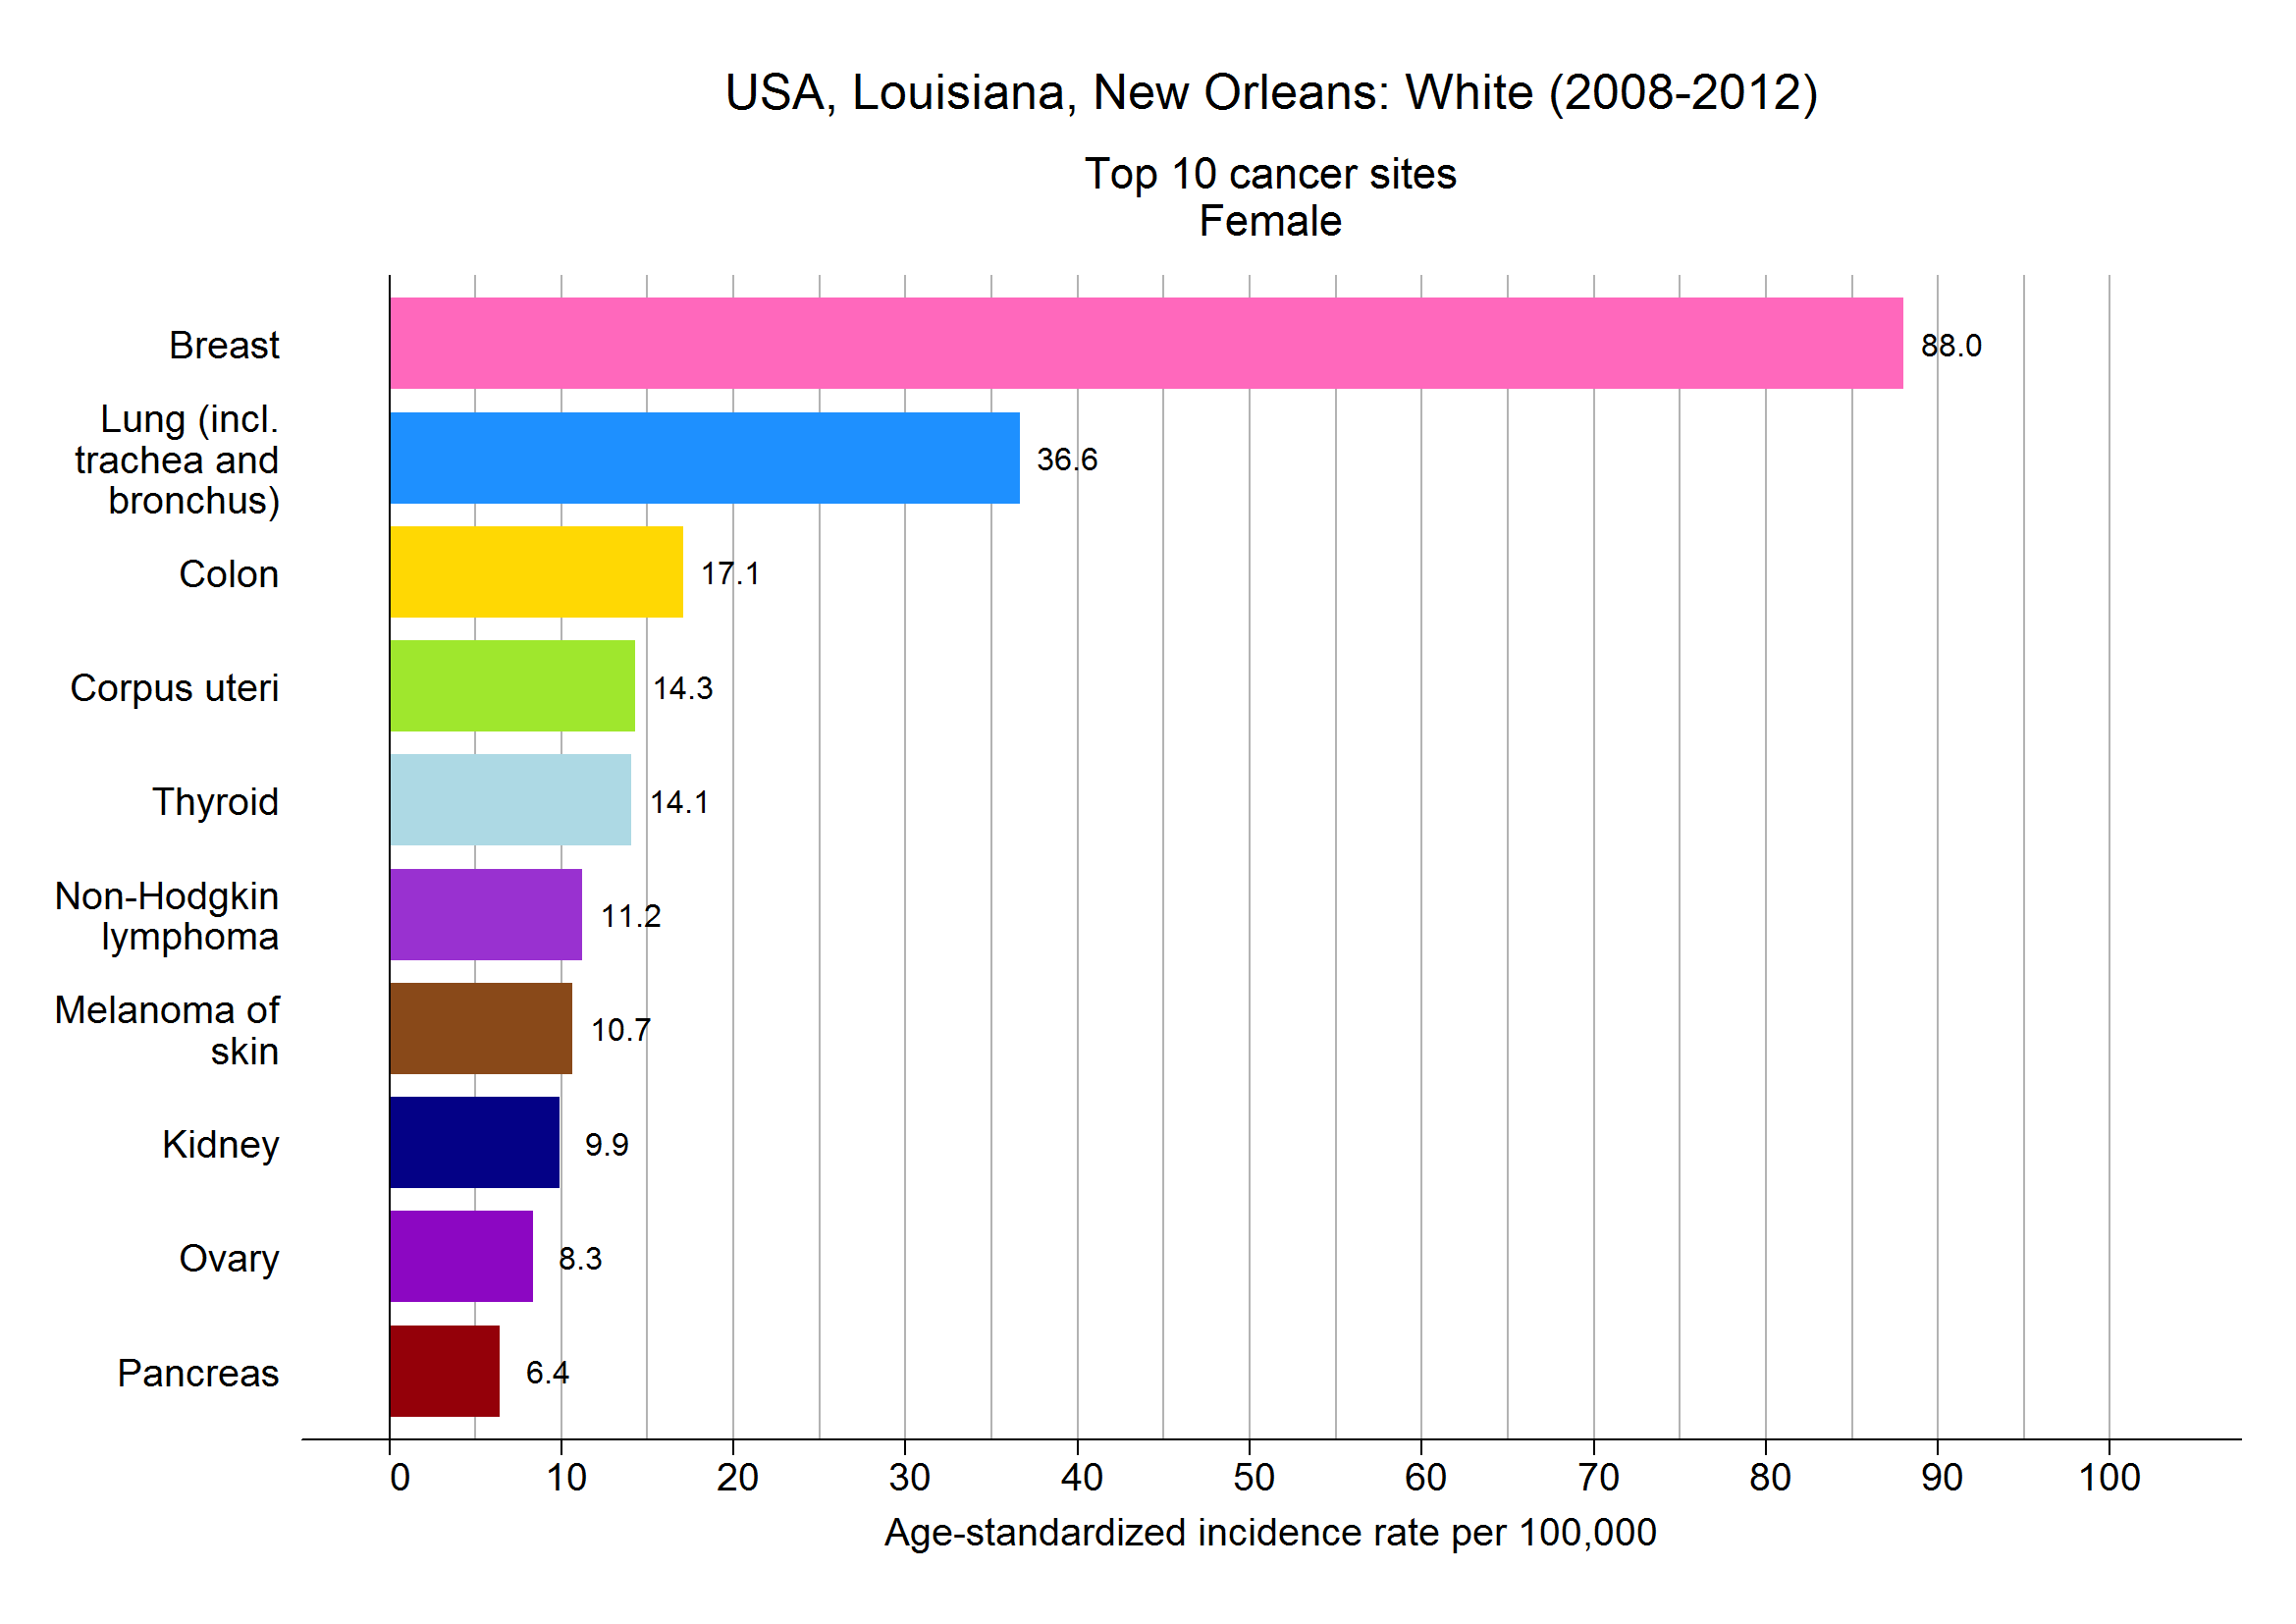 USA, Louisiana, New Orleans: White (2008-2012)
Top 10 cancer sites
Female
Breast
88.0
Lung (incl.
trachea and
bronchus)
36.6
Colon
17.1
Corpus uteri
14.3
Thyroid
14.1
Non-Hodgkin
lymphoma
11.2
Melanoma of
skin
10.7
Kidney
9.9
Ovary
8.3
Pancreas
6.4
0 10 20 30 40 50 60 70 80 90 100
Age-standardized incidence rate per 100,000